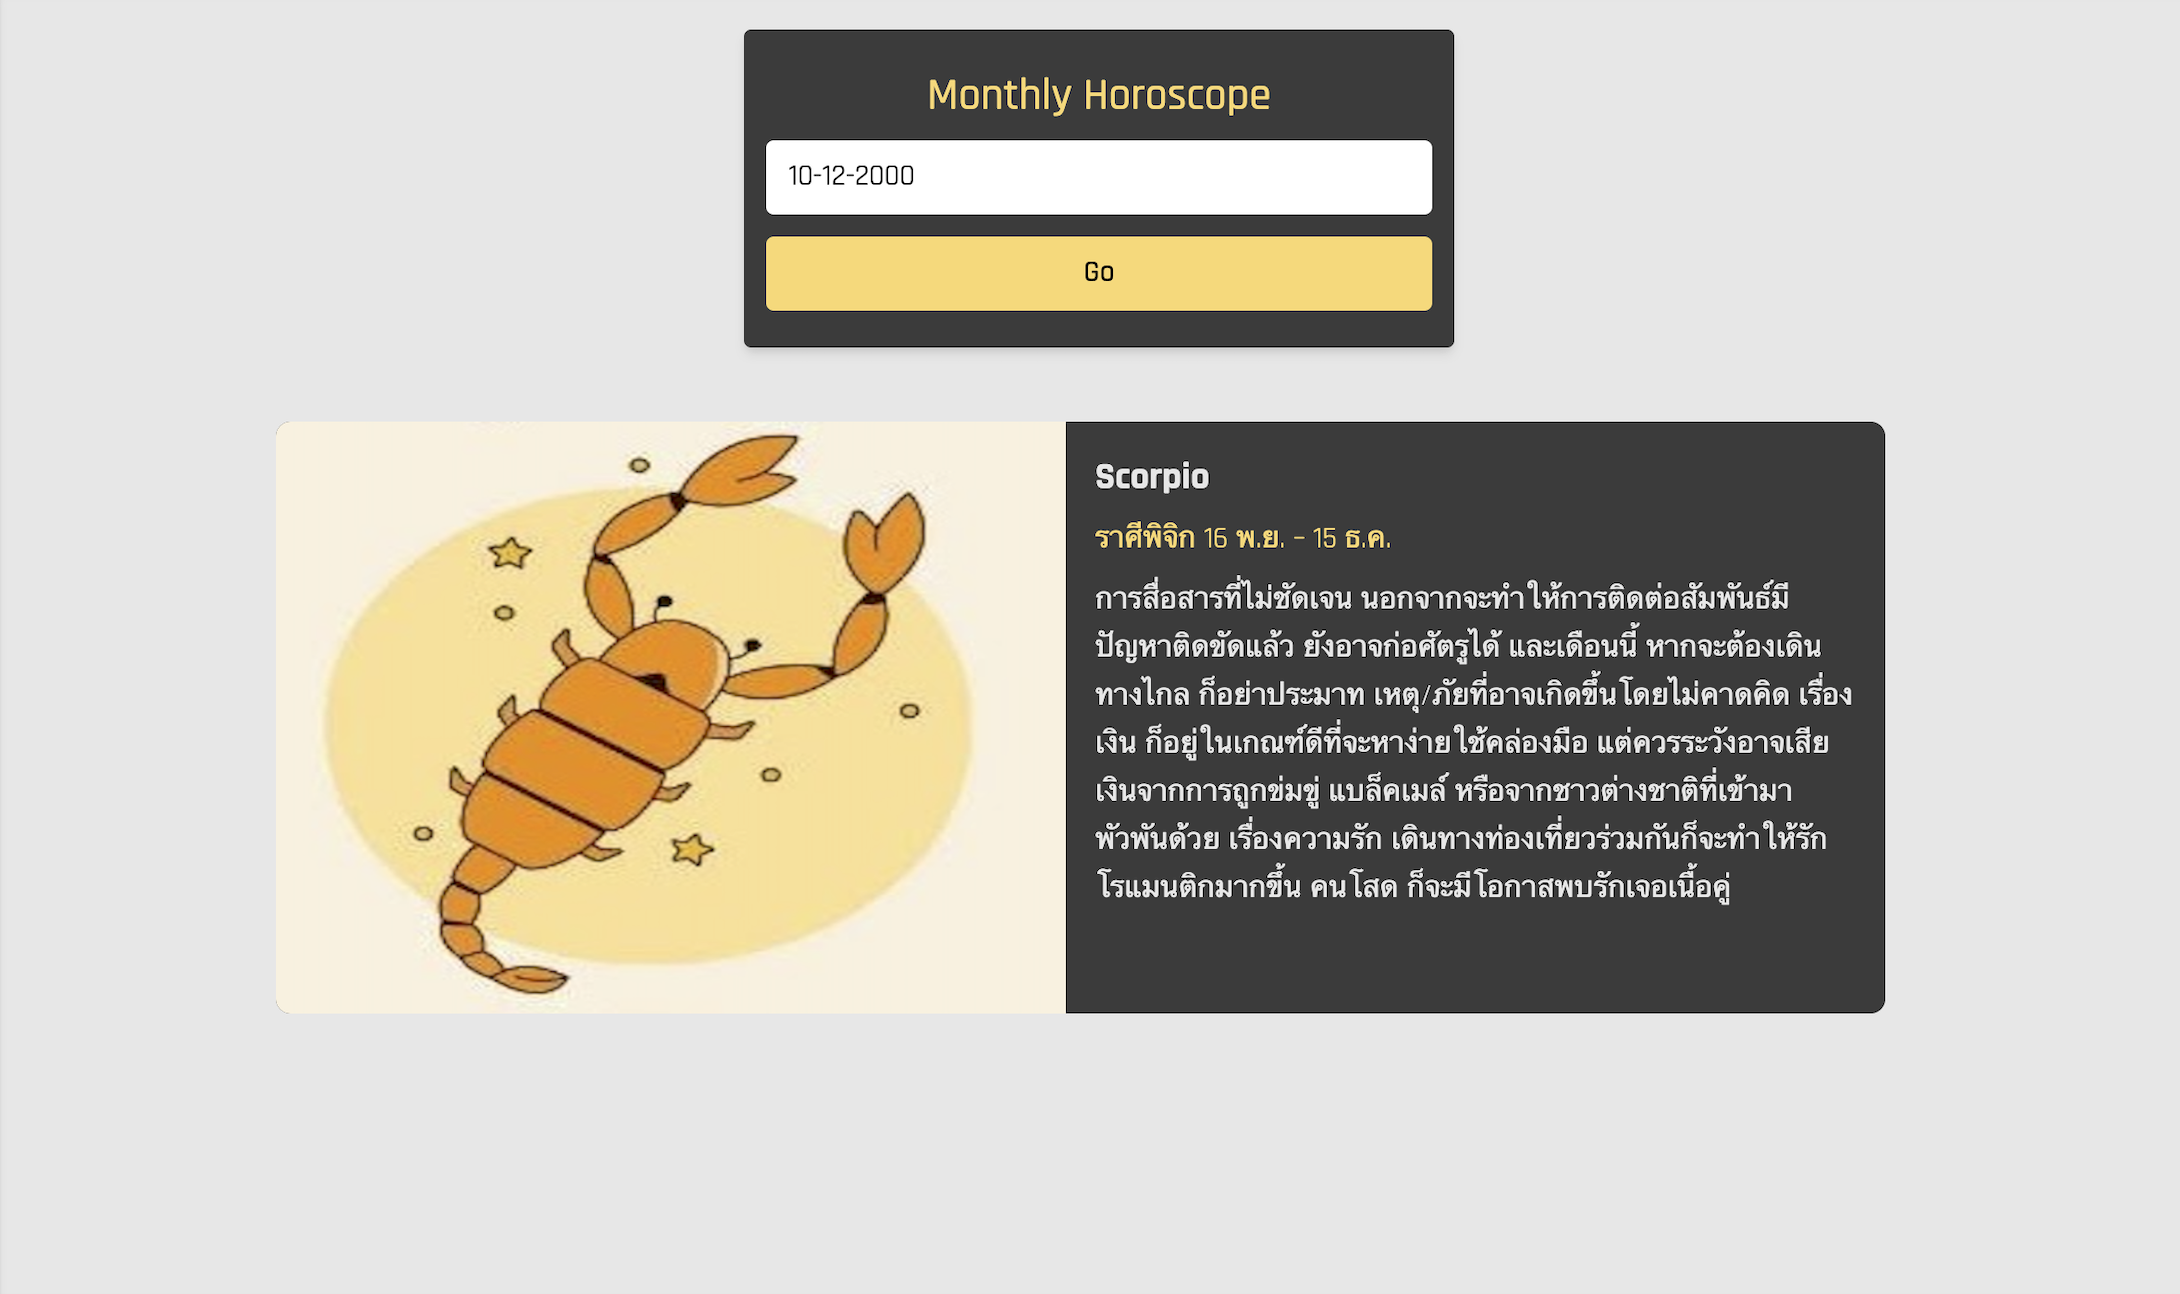 Monthly Horoscope
10-12-2000
Go
Scorpio
ราศีพิจิก 16 พ.ย. - 15 ธ.ค.
การสื่อสารที่ไม่ชัดเจน นอกจากจะทำให้การติดต่อสัมพันธ์มี
ปัญหาติดขัดแล้ว ยังอาจก่อศัตรูได้ และเดือนนี้ หากจะต้องเดิน
ทางไกล ก็อย่าประมาท เหตุ/ภัยที่อาจเกิดขึ้นโดยไม่คาดคิด เรื่อง
เงิน ก็อยู่ในเกณฑ์ดีที่จะหาง่ายใช้คล่องมือ แต่ควรระวังอาจเสีย
เงินจากการถูกข่มขู่ แบล็คเมล์ หรือจากชาวต่างชาติที่เข้ามา
พัวพันด้วย เรื่องความรัก เดินทางท่องเที่ยวร่วมกันก็จะทำให้รัก
โรแมนติกมากขึ้น คนโสด ก็จะมีโอกาสพบรักเจอเนื้อคู่